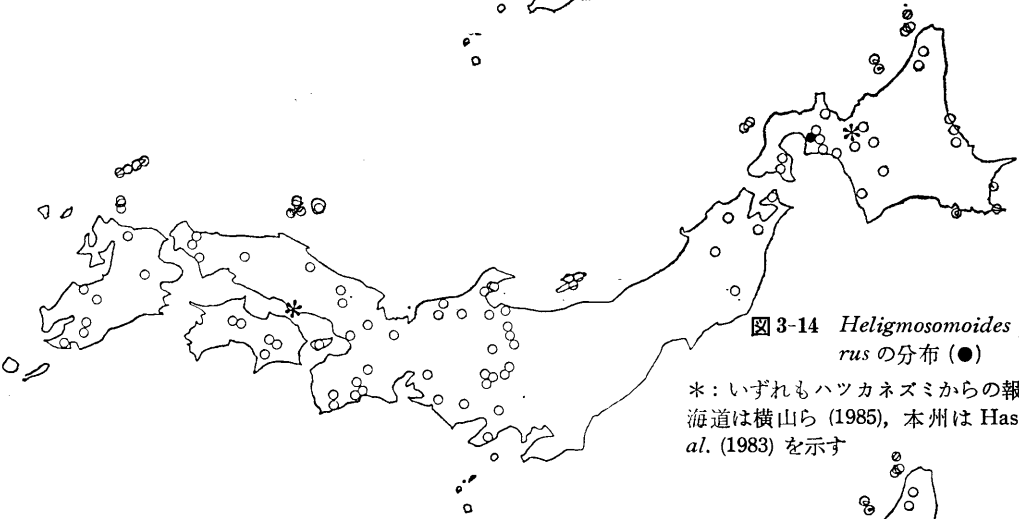 図 3-14 Heligmosomoides
rus の分布 (●)
*：いずれもハツカネズミからの報
海道は横山ら (1985)，本州は Has
al. (1983) を示す